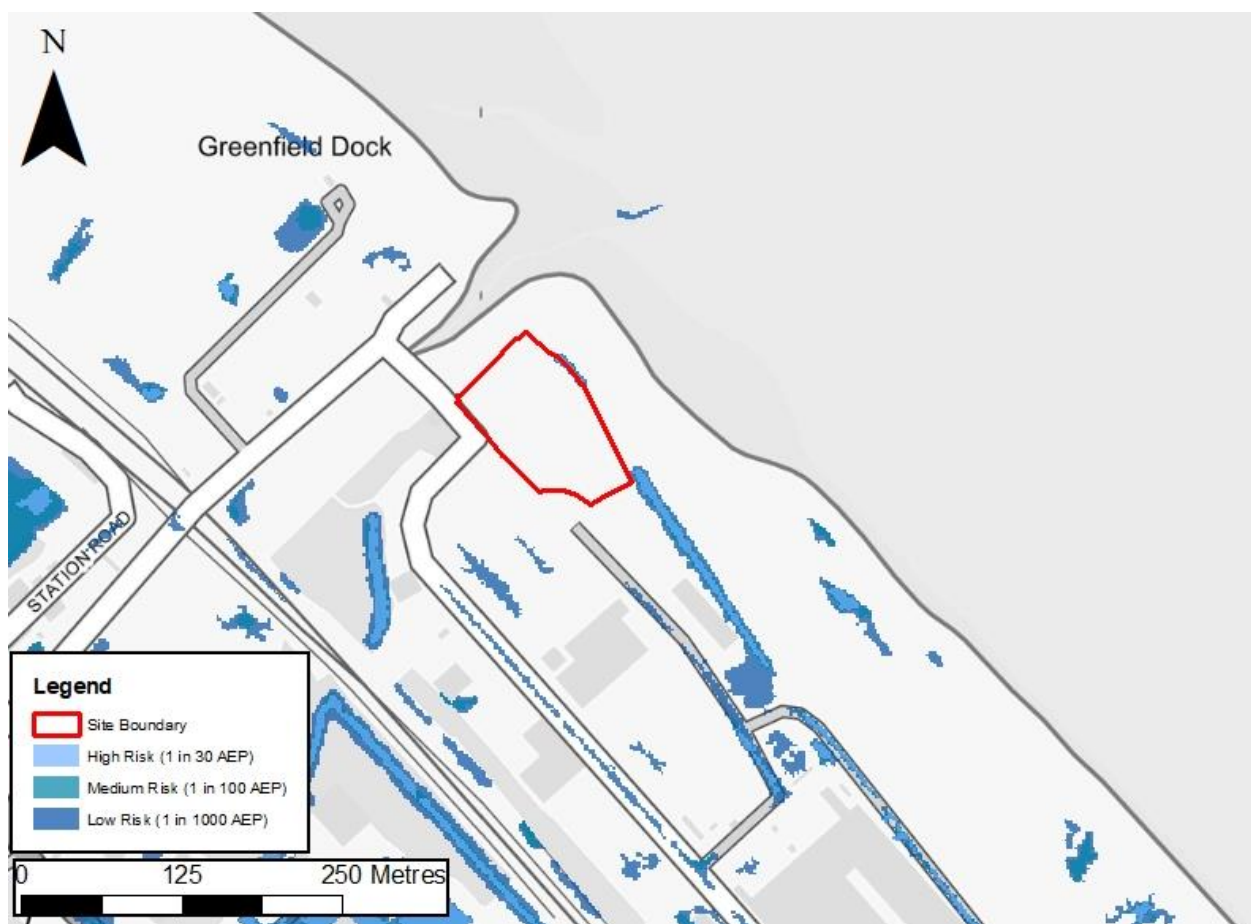 N
Greenfield Dock
STATION ROAD
Legend
Site Boundary
High Risk (1 in 30 AEP)
Medium Risk (1 in 100 AEP)
Low Risk (1 in 1000 AEP)
0 125 250 Metres